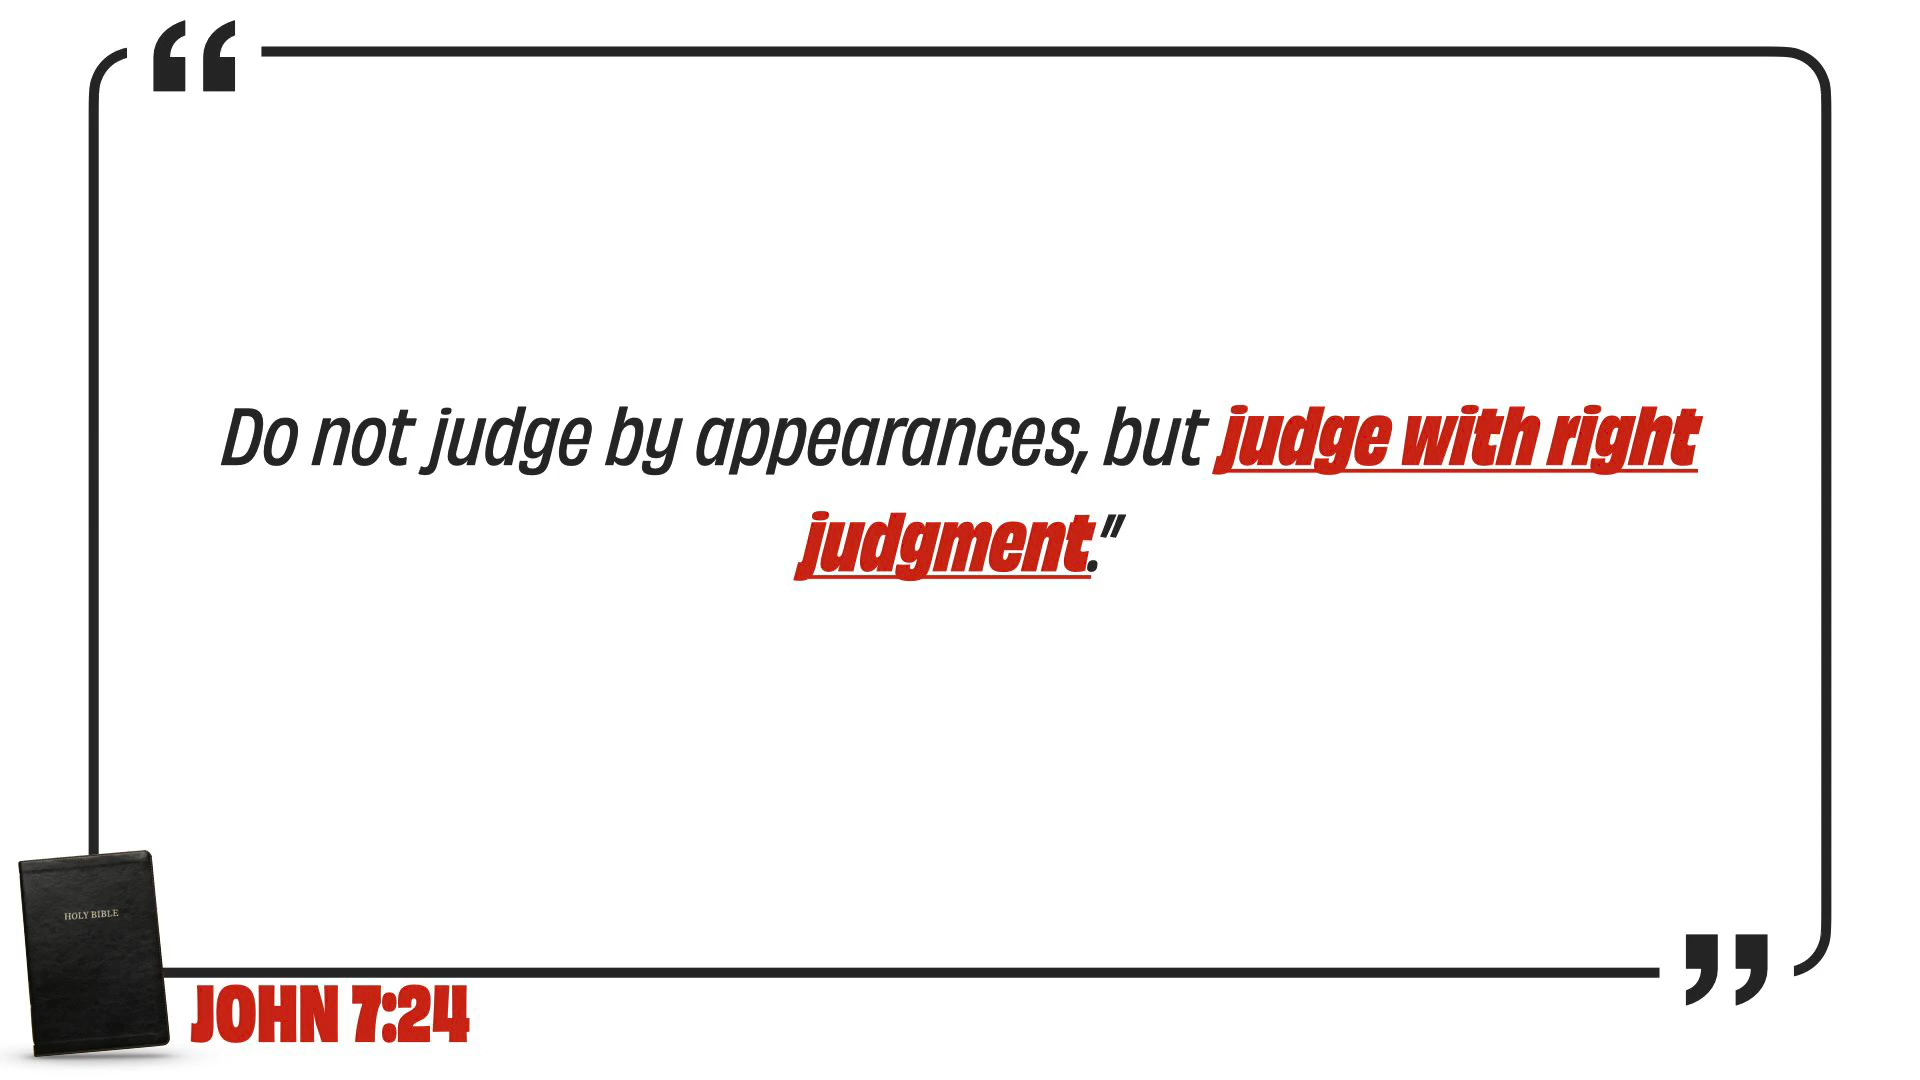 “
Do not judge by appearances, but judge with right
judgment.”
”
HOLY BIBLE
JOHN 7:24